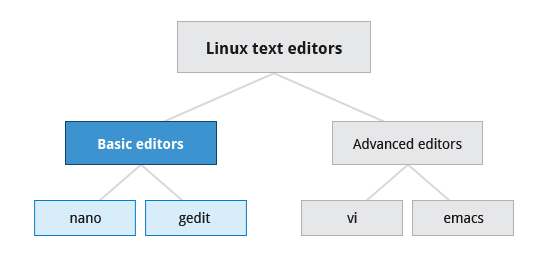 Linux text editors
Basic editors
Advanced editors
nano
gedit
vi
emacs